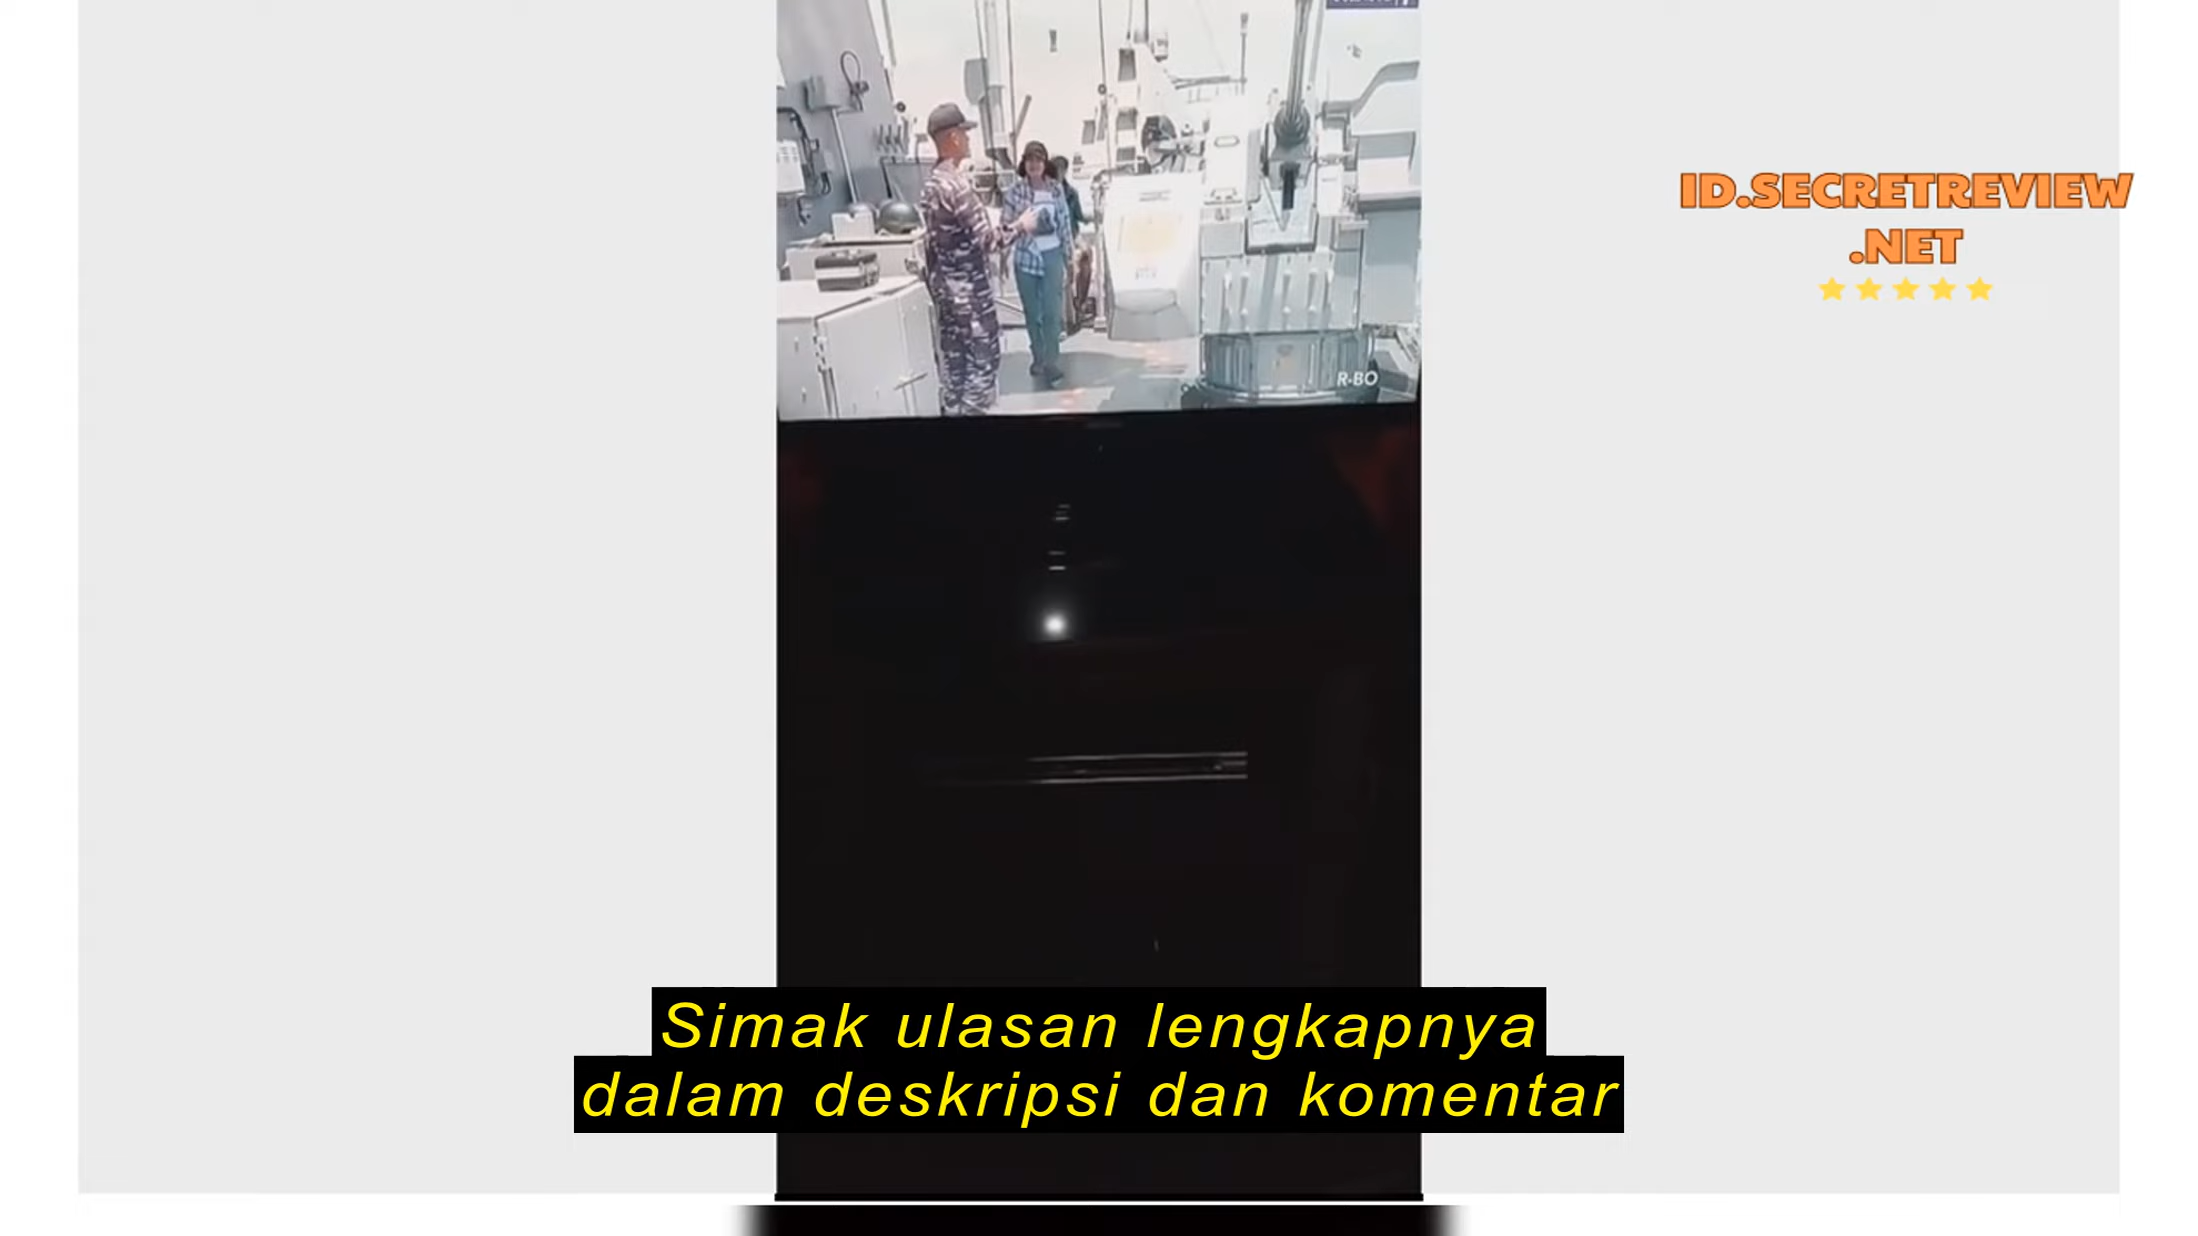 ID.SECRETREVIEW
.NET
R-BO
Simak ulasan lengkapnya
dalam deskripsi dan komentar